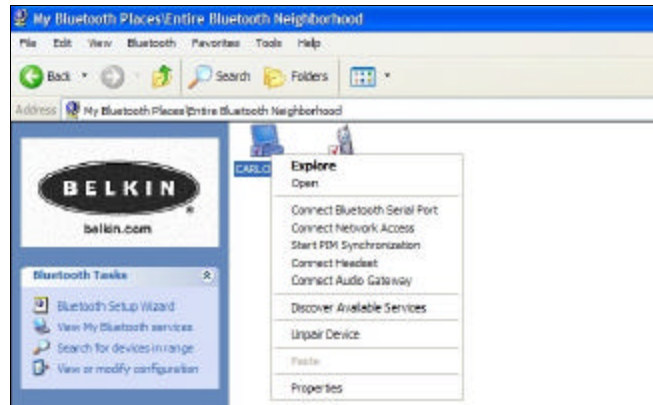 My Bluetooth Places\Entire Bluetooth Neighborhood
File Edit View Bluetooth Favorites Tools Help
Back Search Folders
Address My Bluetooth Places\Entire Bluetooth Neighborhood
CARLO
BELKIN
belkin.com
Explore
Open
Connect Bluetooth Serial Port
Connect Network Access
Start PIM Synchronization
Connect Headset
Connect Audio Gateway
Discover Available Services
Unpair Device
Paste
Properties
Bluetooth Tasks
Bluetooth Setup Wizard
View My Bluetooth services
Search for devices in range
View or modify configuration